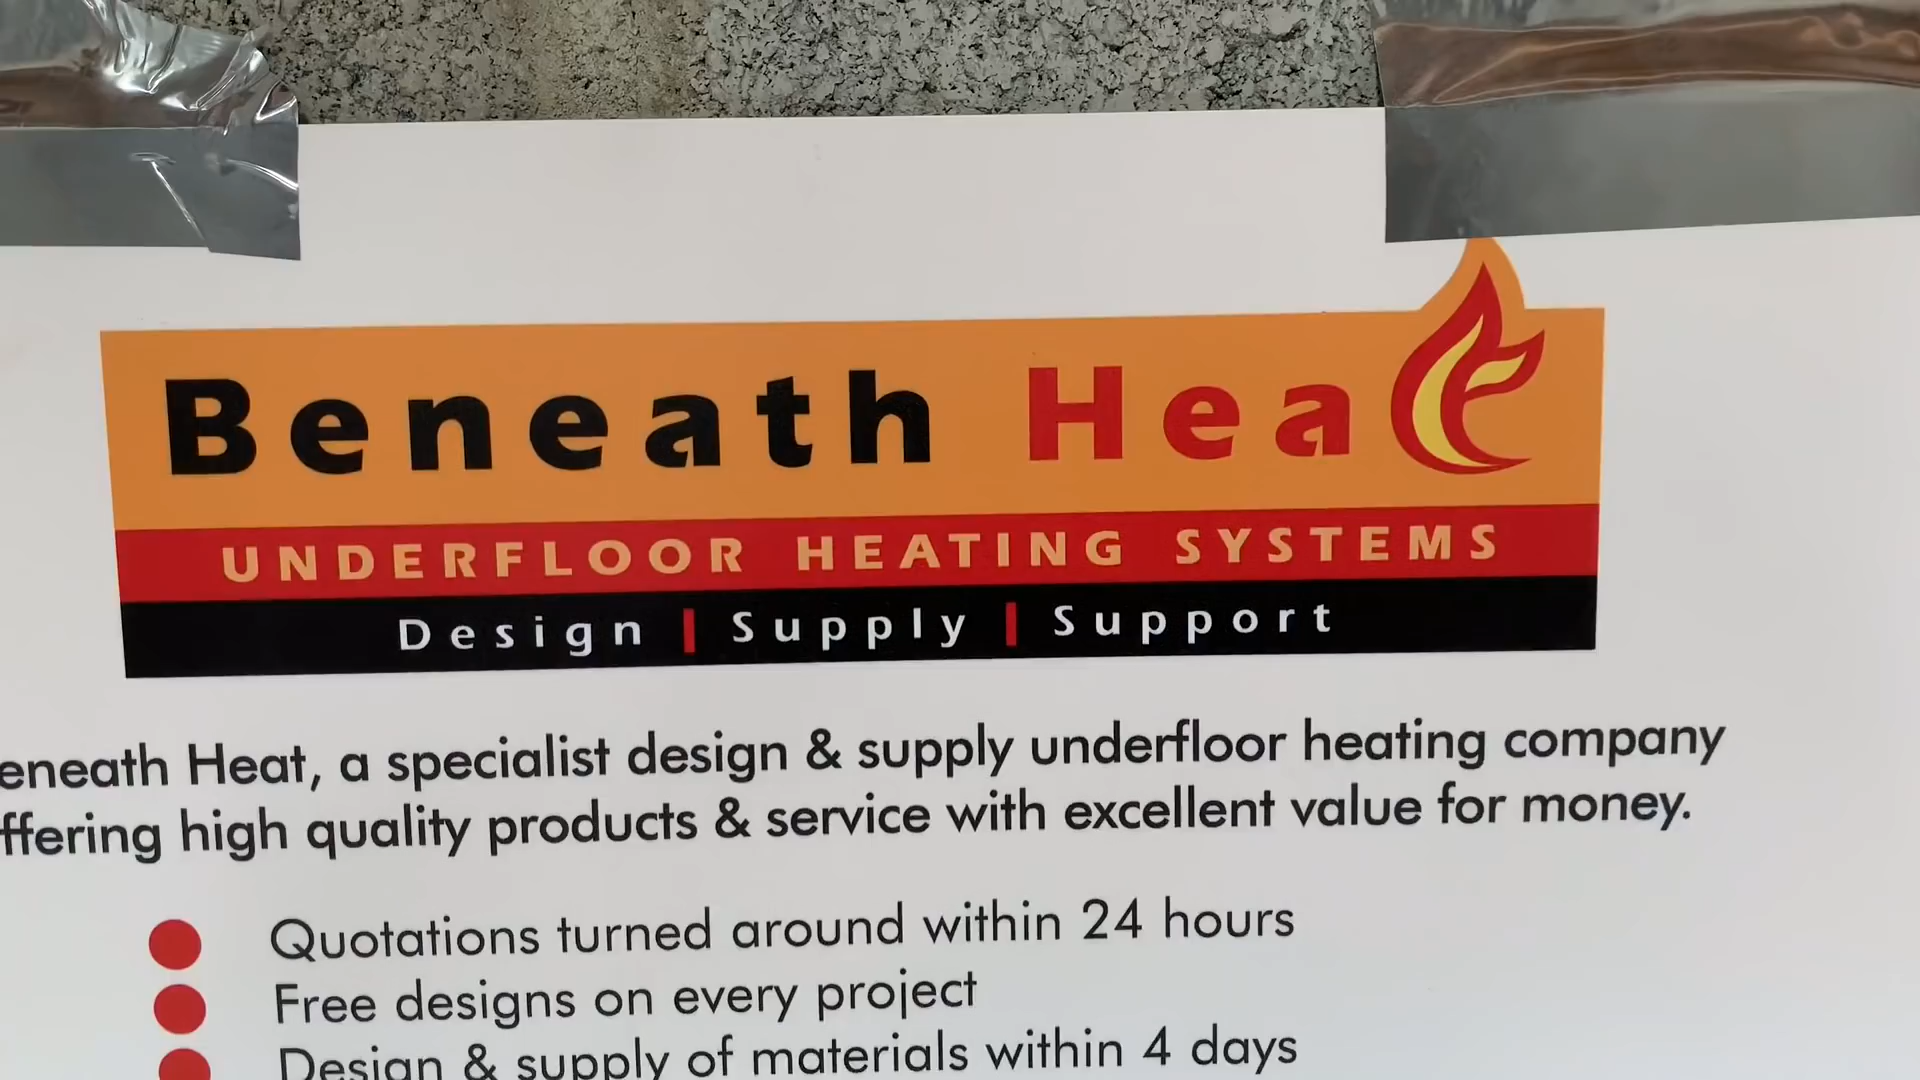 Beneath Heat
UNDERFLOOR HEATING SYSTEMS
Design | Supply | Support
eneath Heat, a specialist design & supply underfloor heating company
ffering high quality products & service with excellent value for money.
Quotations turned around within 24 hours
Free designs on every project
Design & supply of materials within 4 days